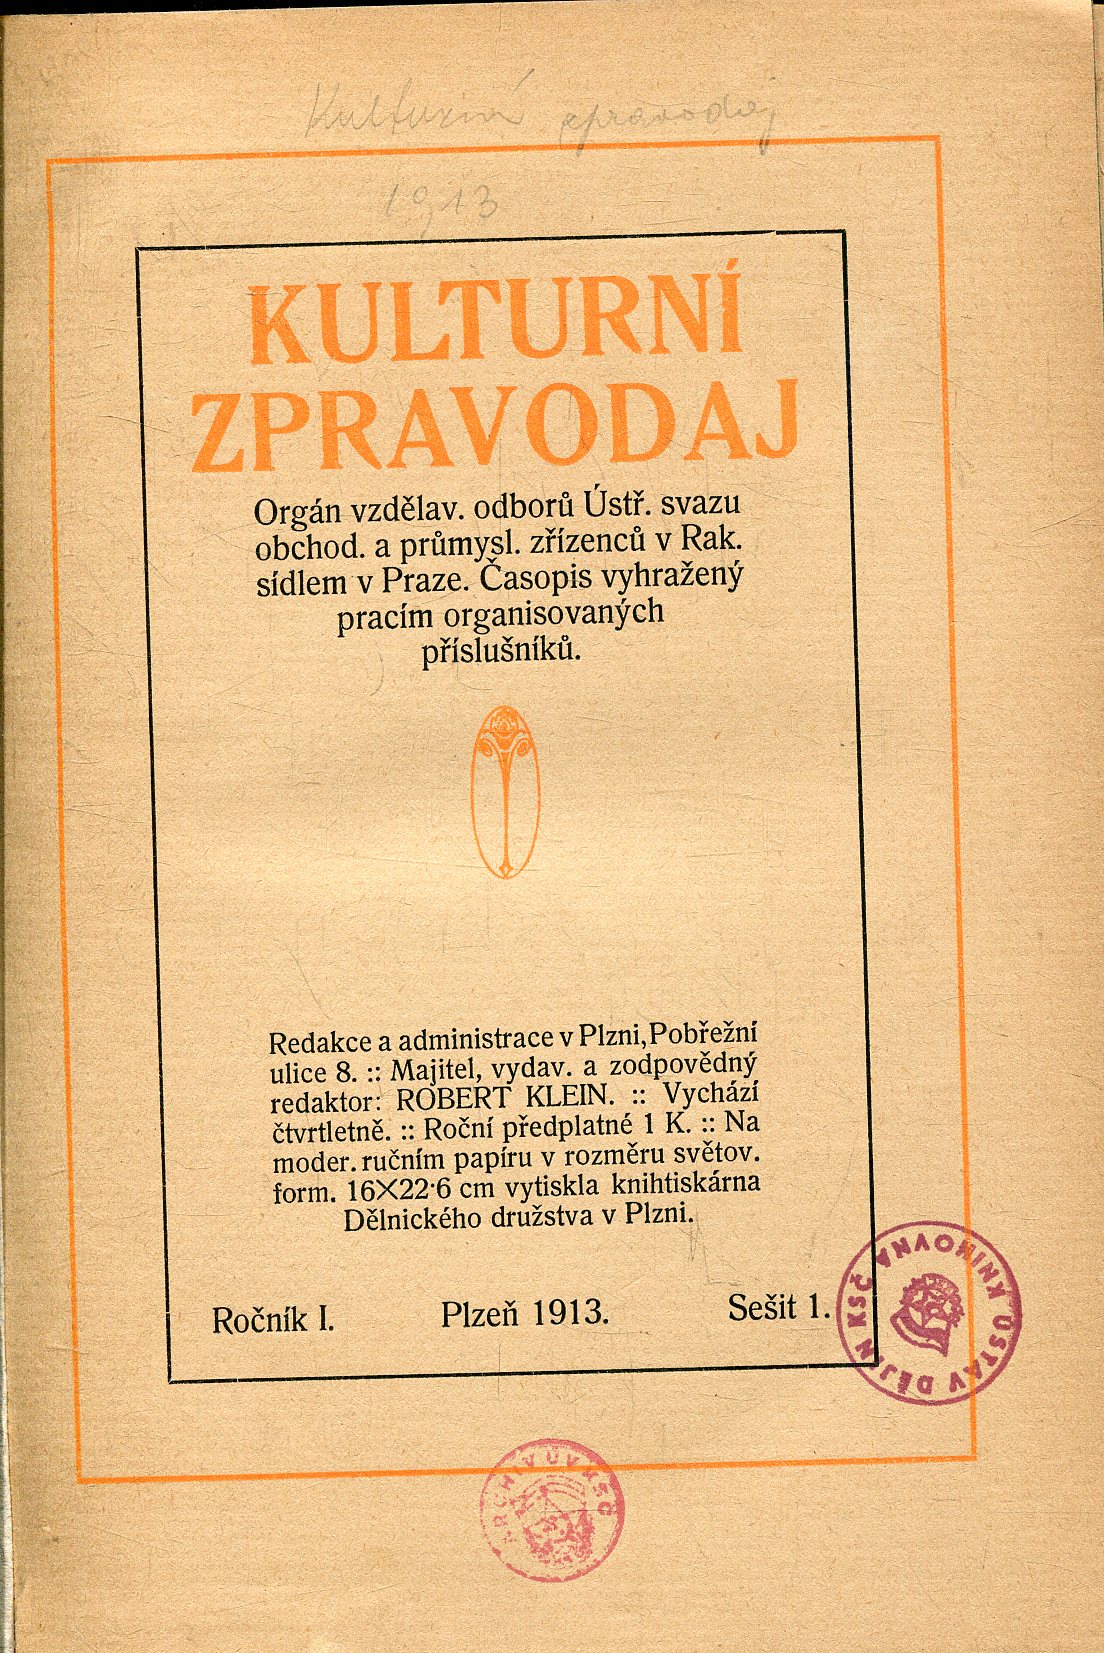 Kulturní zpravodaj
1913
KULTURNÍ
ZPRAVODAJ
Orgán vzdělav. odborů Ústř. svazu
obchod. a průmysl. zřízenců v Rak.
sídlem v Praze. Časopis vyhražený
pracím organisovaných
příslušníků.
Redakce a administrace v Plzni, Pobřežní
ulice 8. :: Majitel, vydav. a zodpovědný
redaktor: ROBERT KLEIN. :: Vychází
čtvrtletně. :: Roční předplatné 1 K. :: Na
moder. ručním papíru v rozměru světov.
form. 16×22·6 cm vytiskla knihtiskárna
Dělnického družstva v Plzni.
Ročník I. Plzeň 1913. Sešit 1.
KNIHOVNA ÚSTAV DĚJIN KSČ
ARCHIV ÚV KSČ